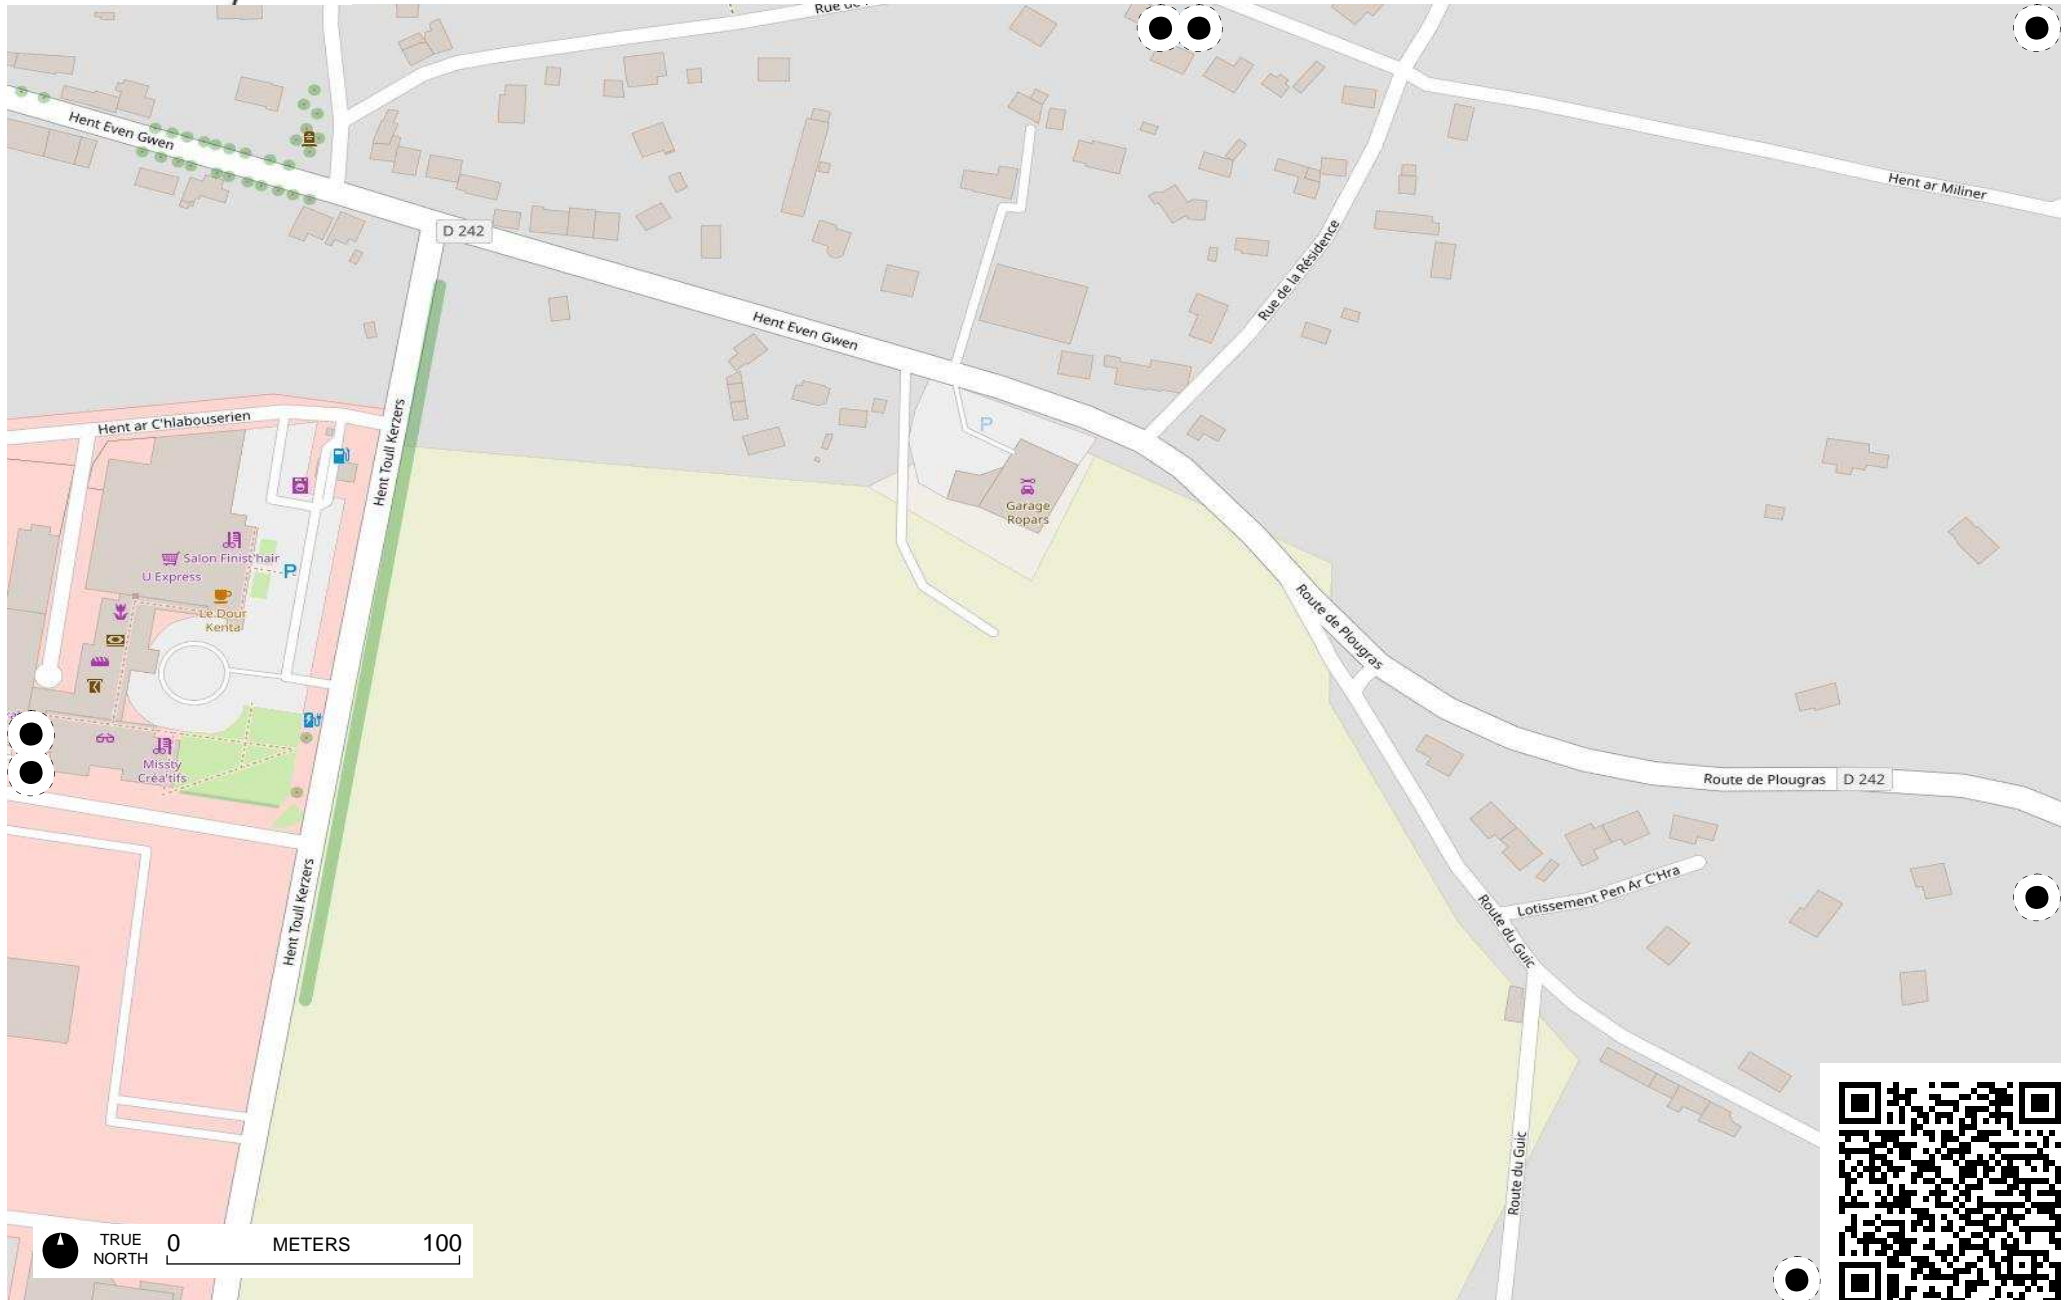 Hent Even Gwen
Hent ar Miliner
D 242
Rue de la Résidence
Hent Even Gwen
Hent ar C'hlabouserien
Hent Toull Kerzers
P
Garage
Ropars
Salon Finist'hair
U Express
P
Le Dour
Kenta
Route de Plougras
Missty
Créa'tifs
Route de Plougras
D 242
Hent Toull Kerzers
Lotissement Pen Ar C'Hra
Route du Guic
Route du Guic
TRUE
NORTH
0 METERS 100